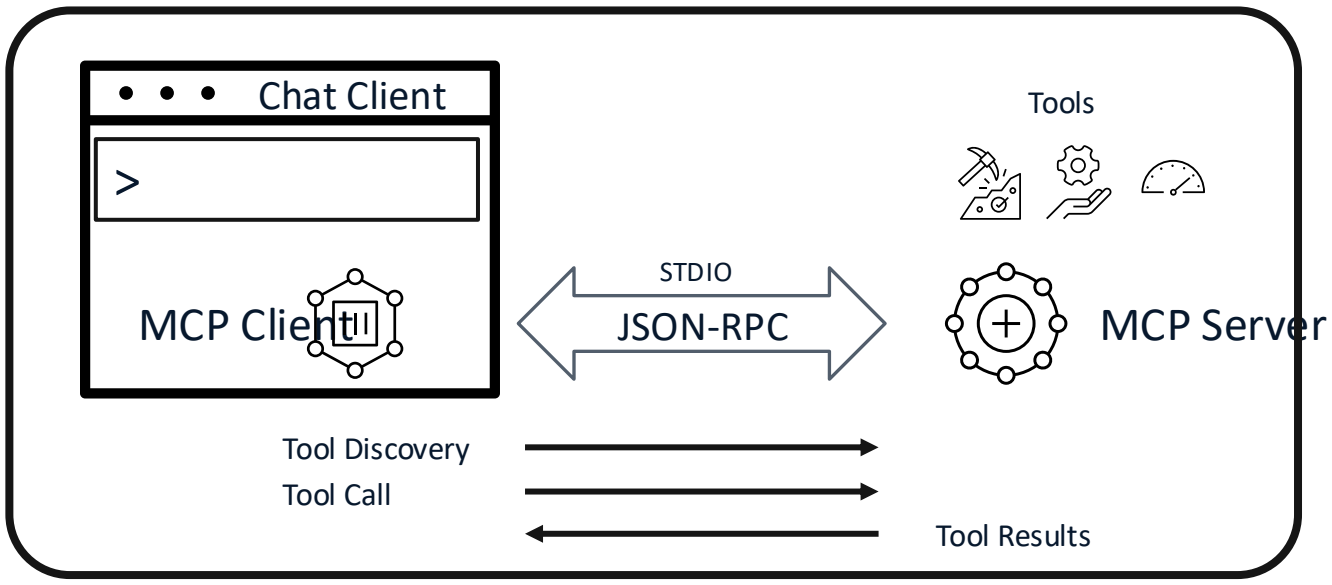 Chat Client
Tools
>
STDIO
MCP Client
JSON-RPC
MCP Server
Tool Discovery
Tool Call
Tool Results